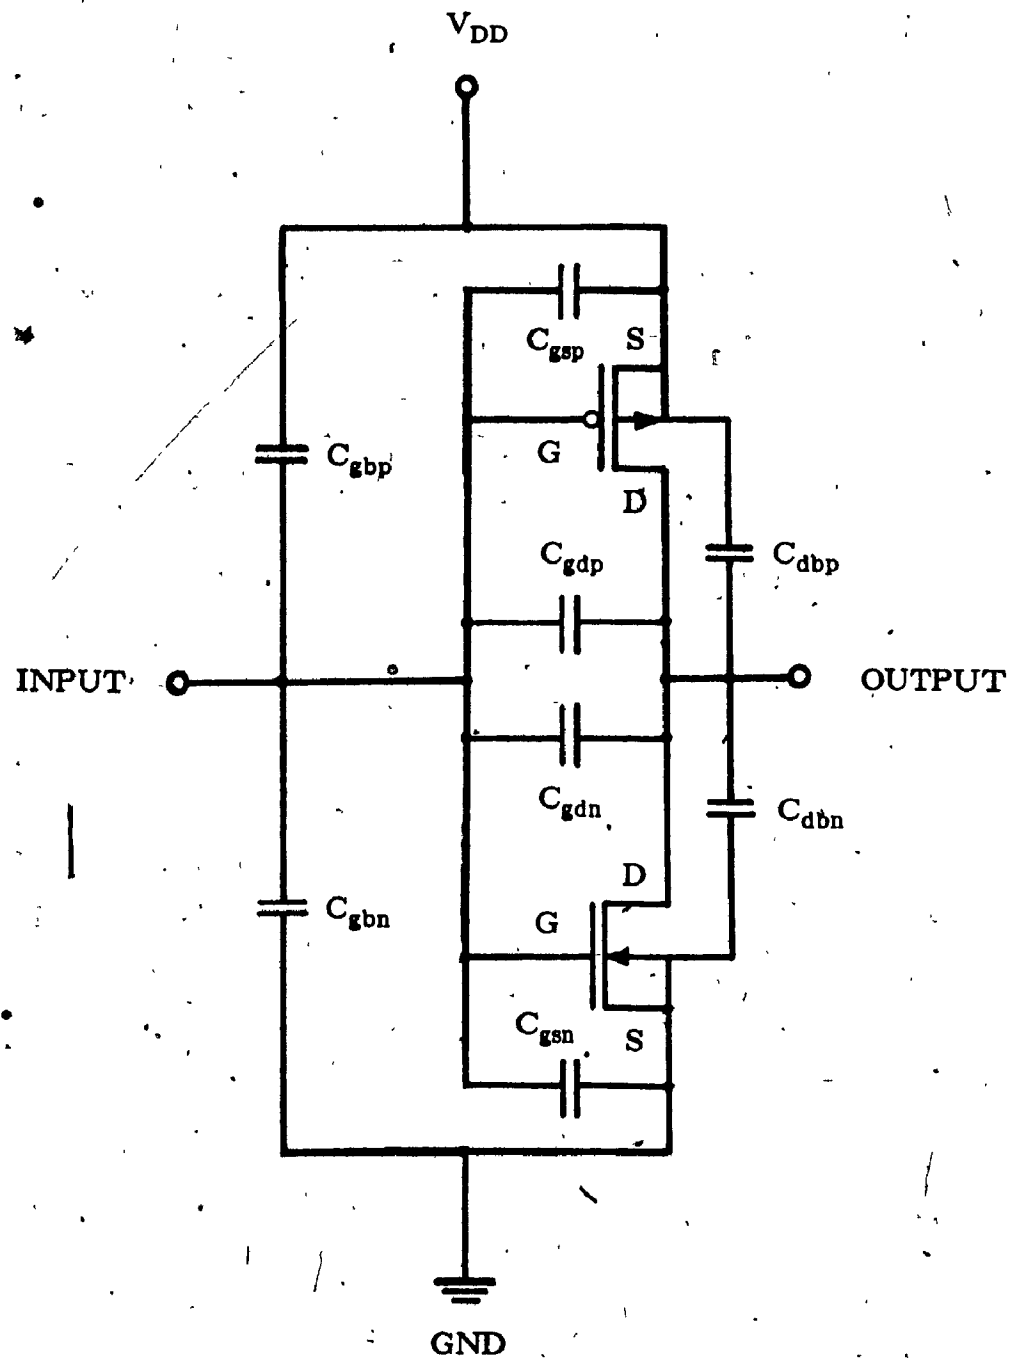 VDD
Cgsp
S
G
Cgbp
D
Cgdp
Cdbp
INPUT
OUTPUT
Cgdn
Cdbn
D
G
Cgbn
Cgsn
S
GND